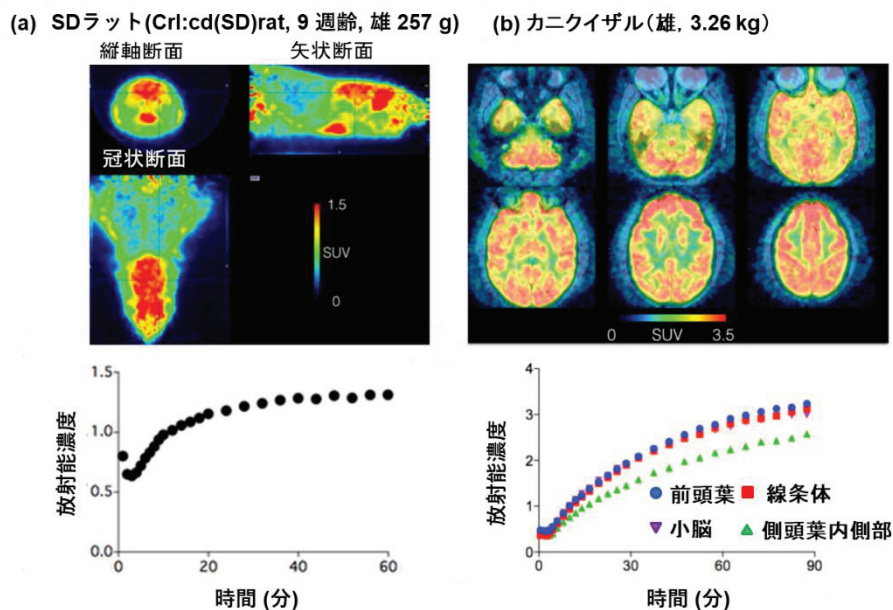 (a) SDラット(Crl:cd(SD)rat, 9 週齢, 雄 257 g)
縦軸断面
矢状断面
冠状断面
1.5
SUV
0
放射能濃度
1.5
1.0
0.5
0.0
0
20
40
60
時間 (分)
(b) カニクイザル(雄, 3.26 kg)
0
SUV
3.5
放射能濃度
4
3
2
1
0
前頭葉
線条体
小脳
側頭葉内側部
0
30
60
90
時間 (分)